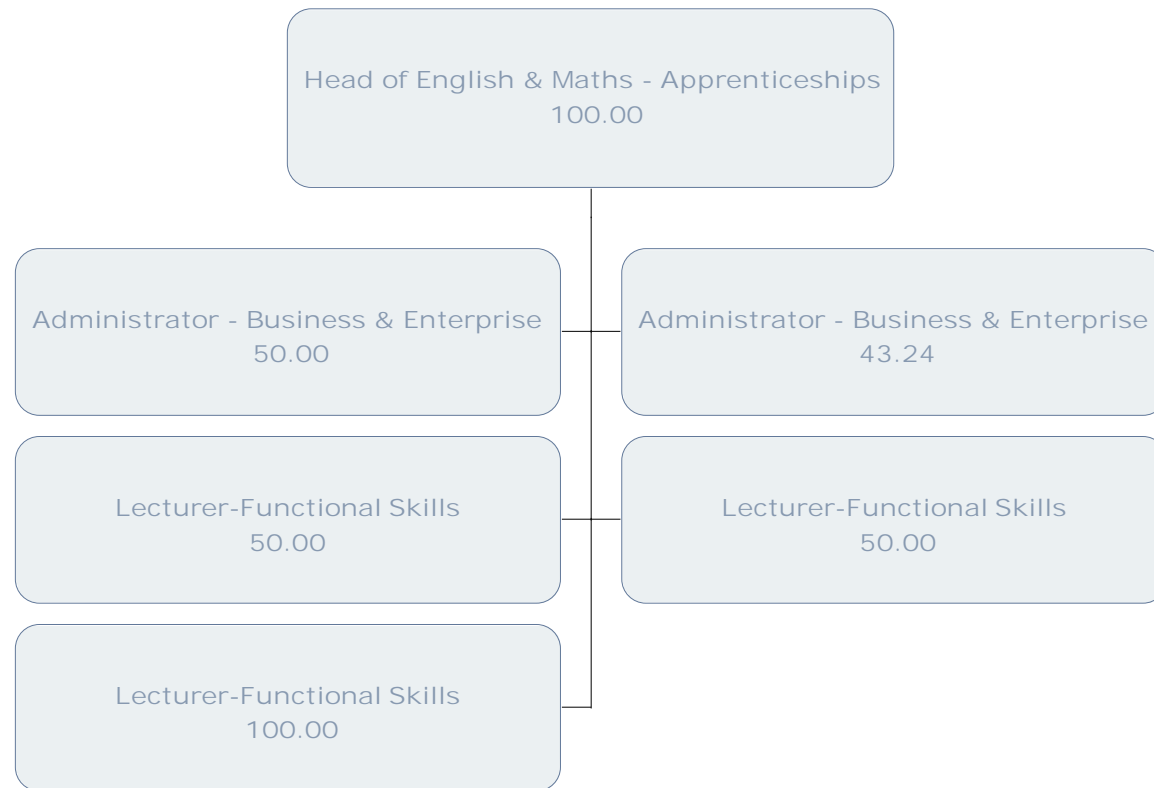 Head of English & Maths - Apprenticeships
100.00
Administrator - Business & Enterprise
50.00
Administrator - Business & Enterprise
43.24
Lecturer-Functional Skills
50.00
Lecturer-Functional Skills
50.00
Lecturer-Functional Skills
100.00